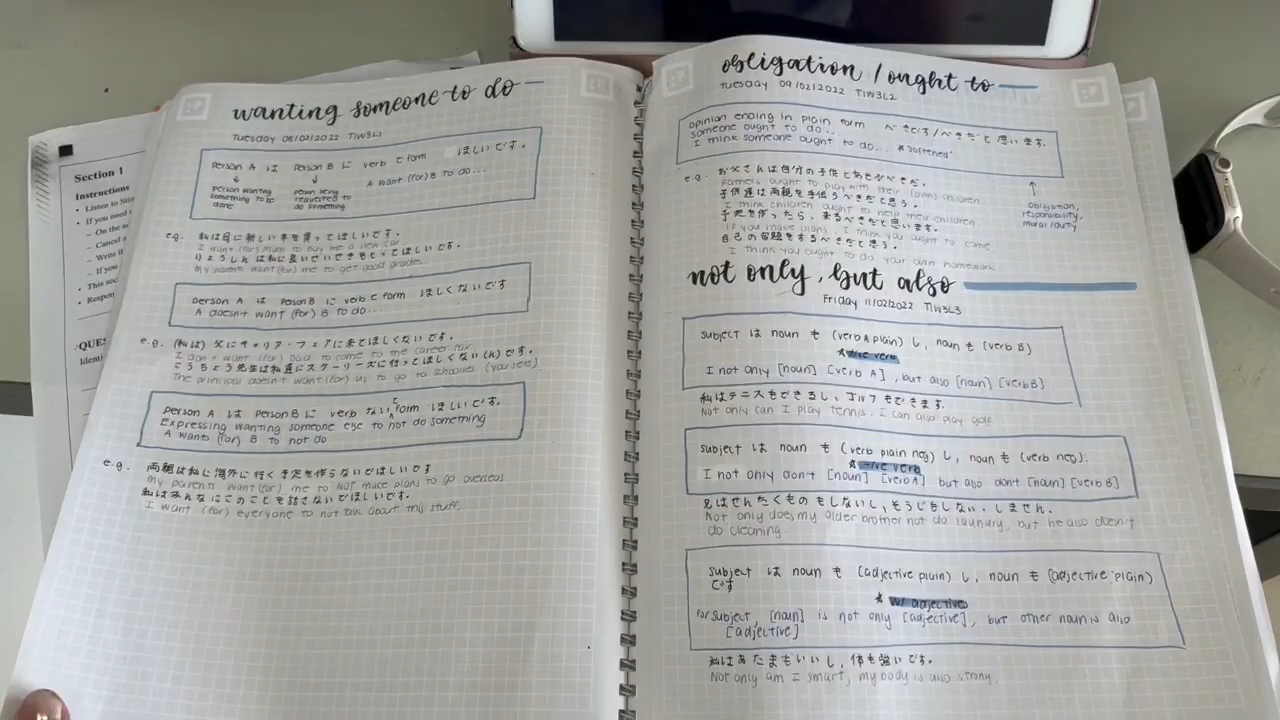 wanting someone to do
Tuesday 08/02/2022 T1W3L1
person A は person B に verb て form ほしいです。
person wanting something to be done
person being requested to do something
A want (for) B to do...
e.g. 私は母に新しい車を買ってほしいです。
I want (for) mum to buy me a new car.
りょうしんは私に良いせいせきをとってほしいです。
My parents want (for) me to get good grades.
person A は person B に verb て form ほしくないです
A doesn't want (for) B to do...
e.g. (私は) 父にキャリア・フェアに来てほしくないです。
I don't want (for) Dad to come to the career fair.
こうちょう先生は私達にスクーリーズに行ってほしくない(ん)です。
The principal doesn't want (for) us to go to schoolies (you see).
person A は person B に verb ないで form ほしいです。
Expressing wanting someone else to not do something
A wants (for) B to not do
e.g. 両親は私に海外に行く予定を作らないでほしいです
My parents want (for) me to NOT make plans to go overseas
私はみんなにこのことを話さないでほしいです。
I want (for) everyone to not talk about this stuff.
obligation / ought to
Tuesday 09/02/2022 T1W3L2
opinion ending in plain form べきだろ/べきだと思います。
someone ought to do...
I think someone ought to do... *softened*
obligation, responsibility, moral/duty
e.g. お父さんは自分の子供とあそぶべきだ。
Fathers ought to play with their (own) children
子供達は両親を手伝うべきだと思う。
I think children ought to help their children.
予定を作ったら、来るべきだと思います。
If you make plans, I think you ought to come
自己の宿題をするべきだと思う。
I think you ought to do your own homework
not only, but also
Friday 11/02/2022 T1W3L3
subject は noun も (verb A plain) し, noun も (verb B)
* +ive verb
I not only [noun] [verb A], but also [noun] [verb B].
私はテニスもできるし、ゴルフもできます。
Not only can I play tennis, I can also play golf
subject は noun も (verb plain neg) し, noun も (verb neg).
* -ive verb
I not only don't [noun] [verb A] but also don't [noun] [verb B]
兄はせんたくものもしないし、そうじもしない・しません。
Not only does my older brother not do laundry, but he also doesn't do cleaning.
subject は noun も (adjective plain) し, noun も (adjective plain) です
* w/ adjective
for subject, [noun] is not only [adjective], but other noun is also [adjective]
私はあたまもいいし、体も強いです。
Not only am I smart, my body is also strong.
Section 1
Instructions